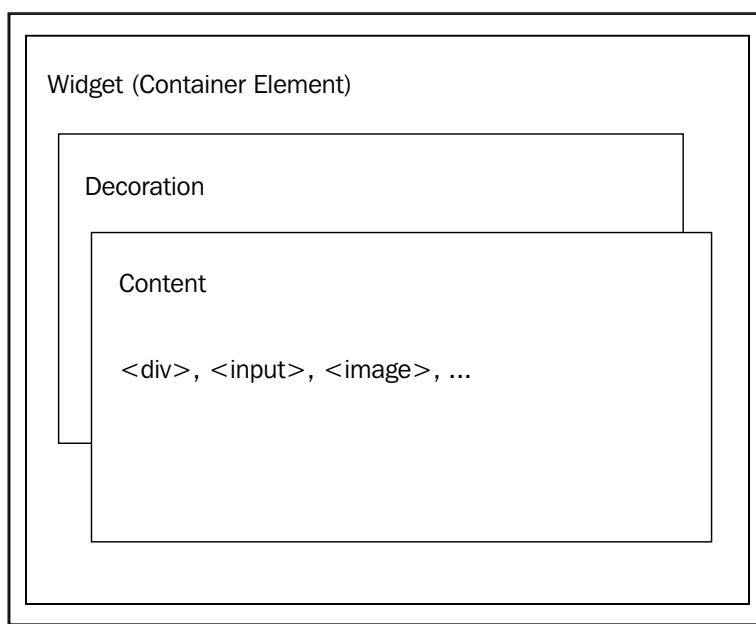 Widget (Container Element)
Decoration
Content
<div>, <input>, <image>, ...